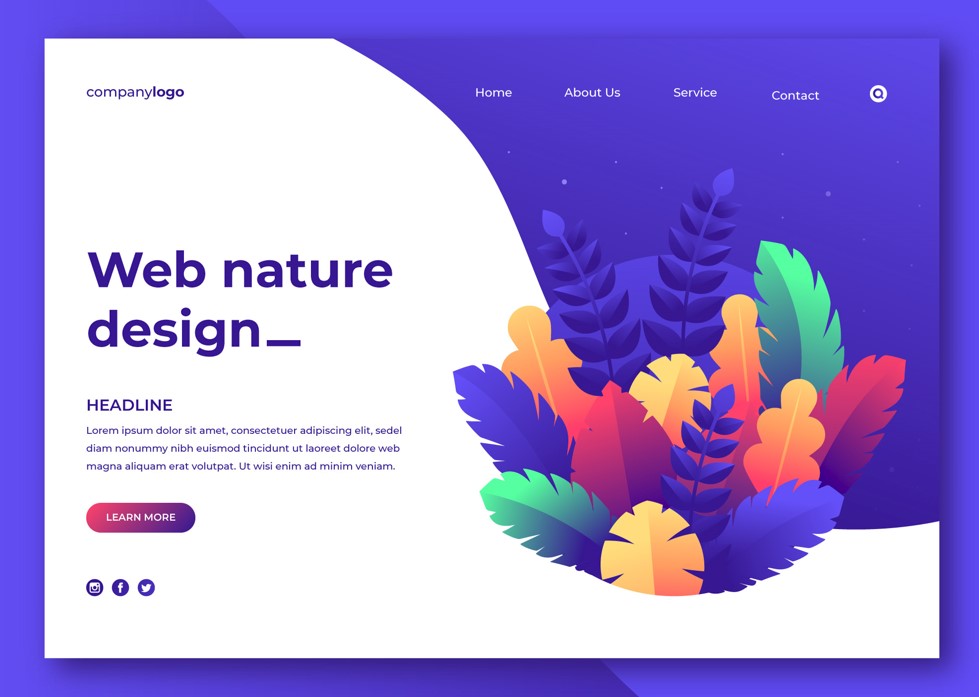 companylogo
Home About Us Service Contact
Web nature
design_
HEADLINE
Lorem ipsum dolor sit amet, consectetuer adipiscing elit, sedel
diam nonummy nibh euismod tincidunt ut laoreet dolore web
magna aliquam erat volutpat. Ut wisi enim ad minim veniam.
LEARN MORE